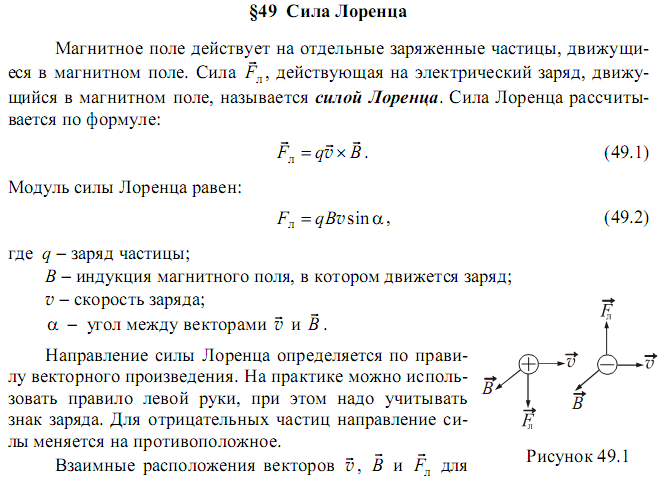 §49 Сила Лоренца
Магнитное поле действует на отдельные заряженные частицы, движущи-
еся в магнитном поле. Сила F⃗л, действующая на электрический заряд, движу-
щийся в магнитном поле, называется силой Лоренца. Сила Лоренца рассчиты-
вается по формуле:
F⃗л = qv⃗ × B⃗. (49.1)
Модуль силы Лоренца равен:
Fл = qBv sin α, (49.2)
где q – заряд частицы;
B – индукция магнитного поля, в котором движется заряд;
v – скорость заряда;
α – угол между векторами v⃗ и B⃗.
Направление силы Лоренца определяется по прави-
лу векторного произведения. На практике можно исполь-
зовать правило левой руки, при этом надо учитывать
знак заряда. Для отрицательных частиц направление си-
лы меняется на противоположное.
Взаимные расположения векторов v⃗, B⃗ и F⃗л для
F⃗л
+ v⃗
B⃗
F⃗л
− v⃗
B⃗
Рисунок 49.1